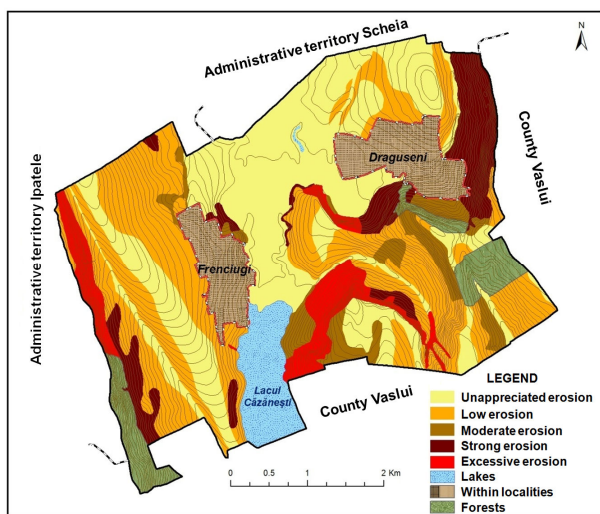 Administrative territory Scheia
N
County Vaslui
Draguseni
Administrative territory Ipatele
Frenciugi
Lacul
Căzănești
County Vaslui
LEGEND
Unappreciated erosion
Low erosion
Moderate erosion
Strong erosion
Excessive erosion
Lakes
Within localities
Forests
0 0.5 1 2 Km